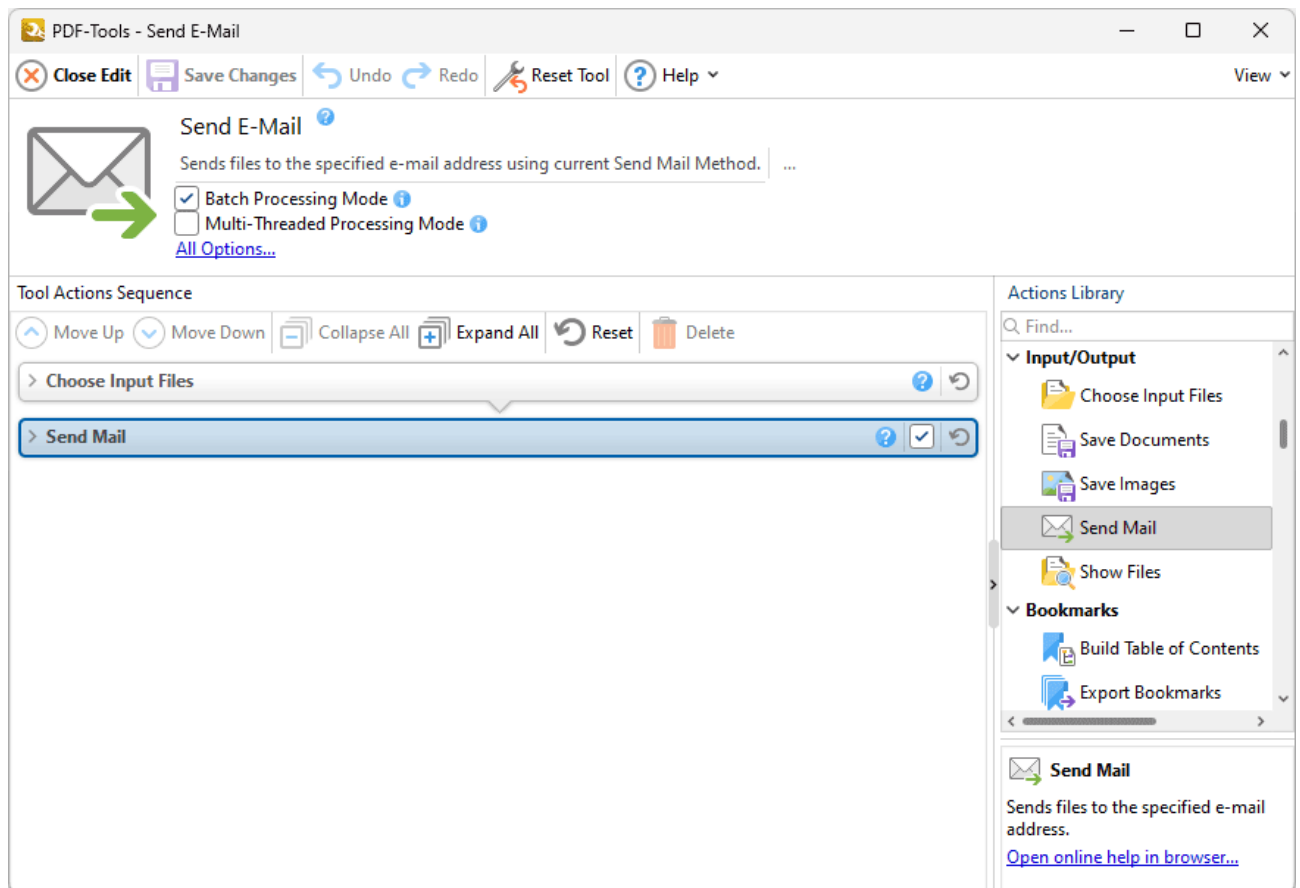 PDF-Tools - Send E-Mail
Close Edit Save Changes Undo Redo Reset Tool Help View
Send E-Mail
Sends files to the specified e-mail address using current Send Mail Method. ...
Batch Processing Mode
Multi-Threaded Processing Mode
All Options...
Tool Actions Sequence
Move Up Move Down Collapse All Expand All Reset Delete
Choose Input Files
Send Mail
Actions Library
Find...
Input/Output
Choose Input Files
Save Documents
Save Images
Send Mail
Show Files
Bookmarks
Build Table of Contents
Export Bookmarks
Send Mail
Sends files to the specified e-mail
address.
Open online help in browser...